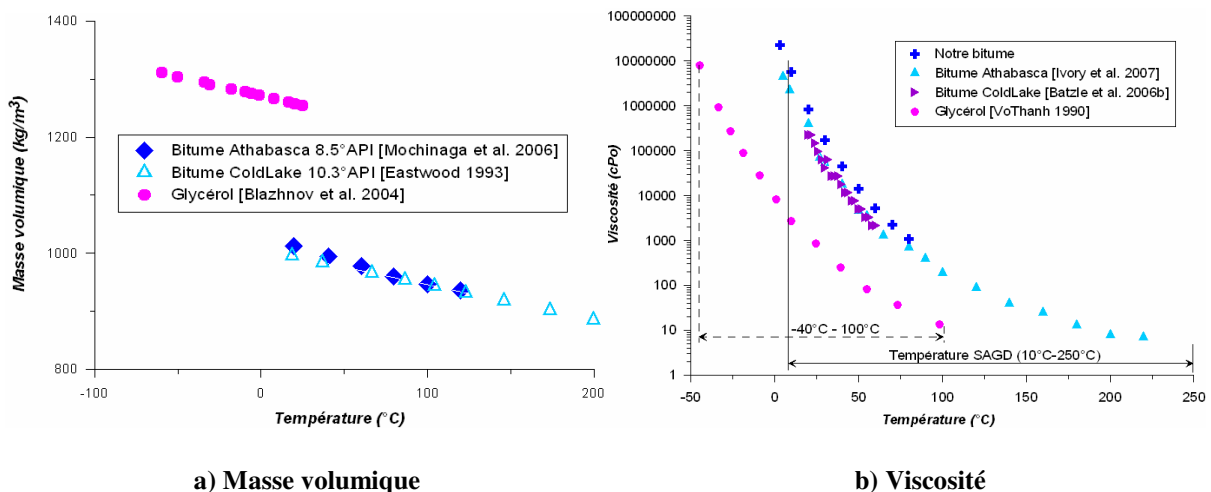 1400
1200
1000
800
-100
0
100
200
Masse volumique (kg/m³)
Température (°C)
Bitume Athabasca 8.5°API [Mochinaga et al. 2006]
Bitume ColdLake 10.3°API [Eastwood 1993]
Glycérol [Blazhnov et al. 2004]
100000000
10000000
1000000
100000
10000
1000
100
10
1
-50
0
50
100
150
200
250
Viscosité (cPo)
Température (°C)
Notre bitume
Bitume Athabasca [Ivory et al. 2007]
Bitume ColdLake [Batzle et al. 2006b]
Glycérol [VoThanh 1990]
-40°C - 100°C
Température SAGD (10°C-250°C)
a) Masse volumique
b) Viscosité